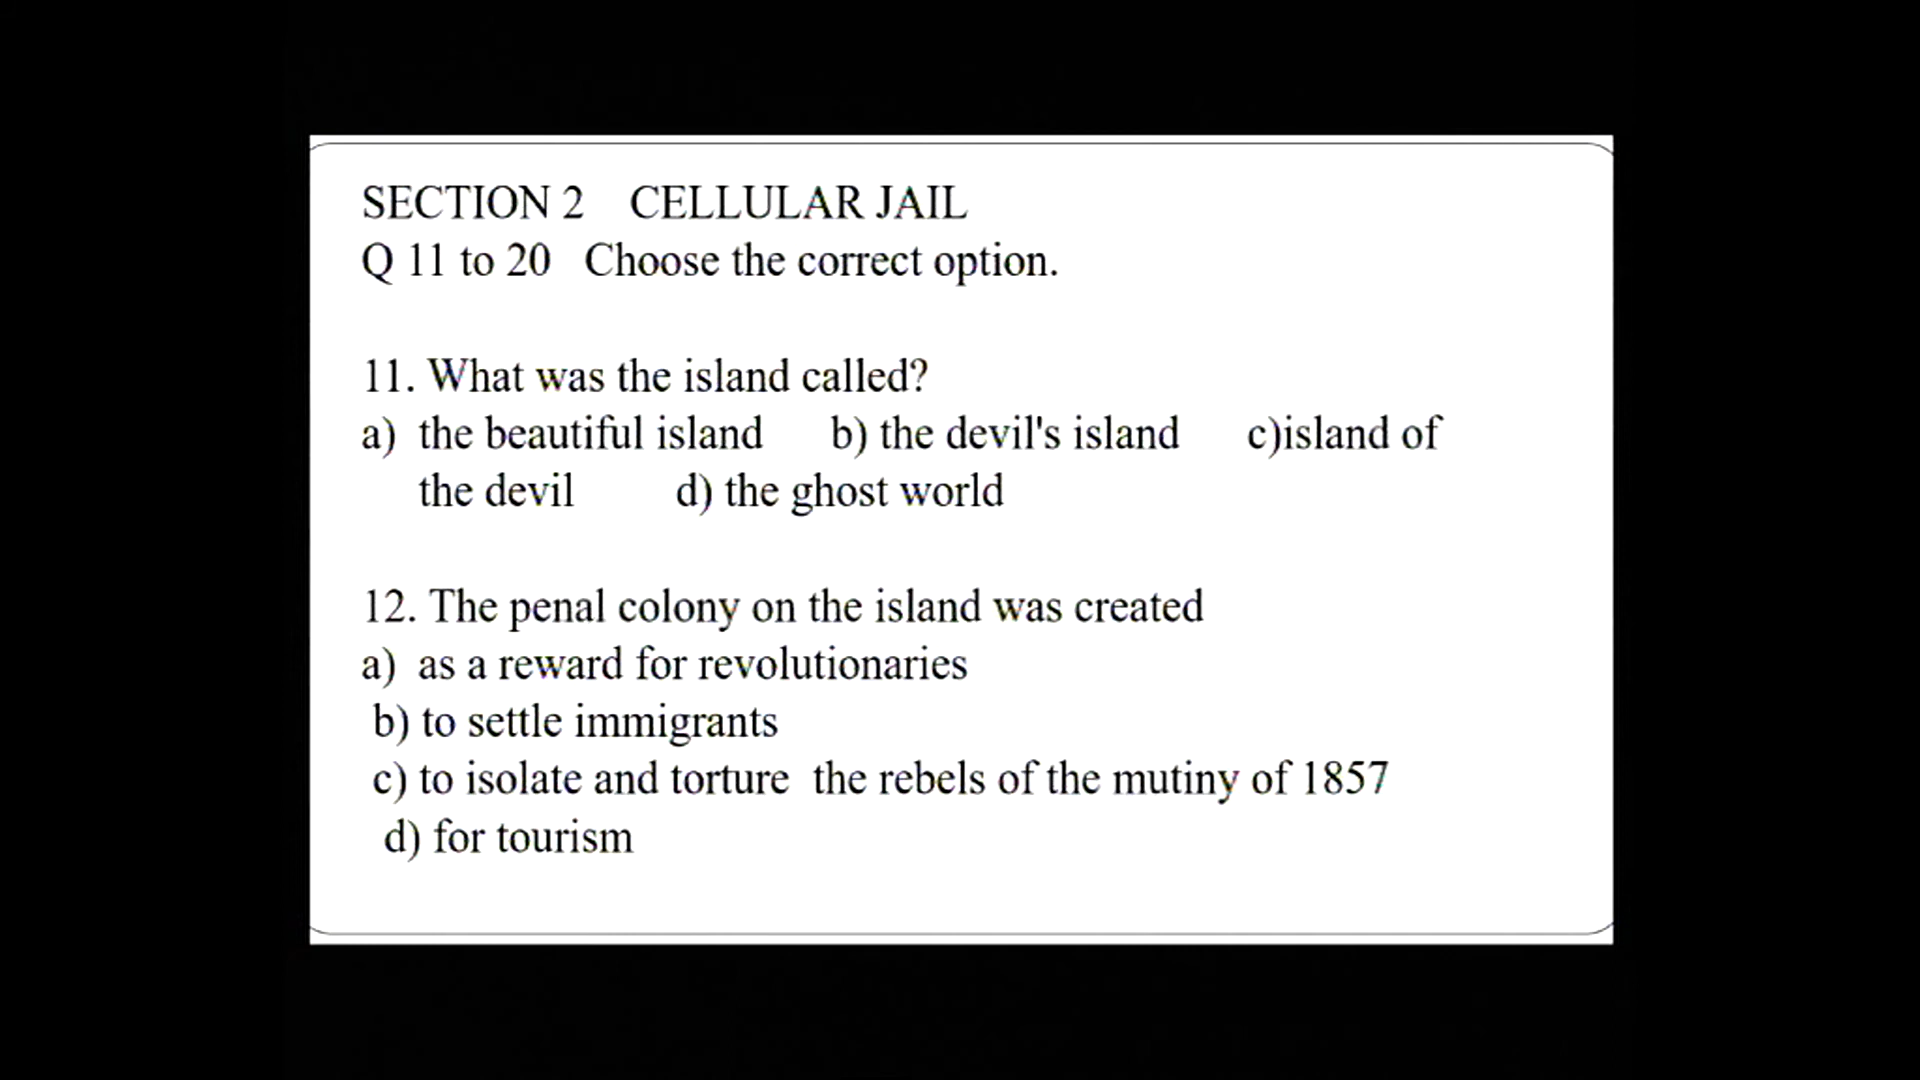 SECTION 2 CELLULAR JAIL
Q 11 to 20 Choose the correct option.
11. What was the island called?
a) the beautiful island b) the devil's island c)island of
the devil d) the ghost world
12. The penal colony on the island was created
a) as a reward for revolutionaries
b) to settle immigrants
c) to isolate and torture the rebels of the mutiny of 1857
d) for tourism